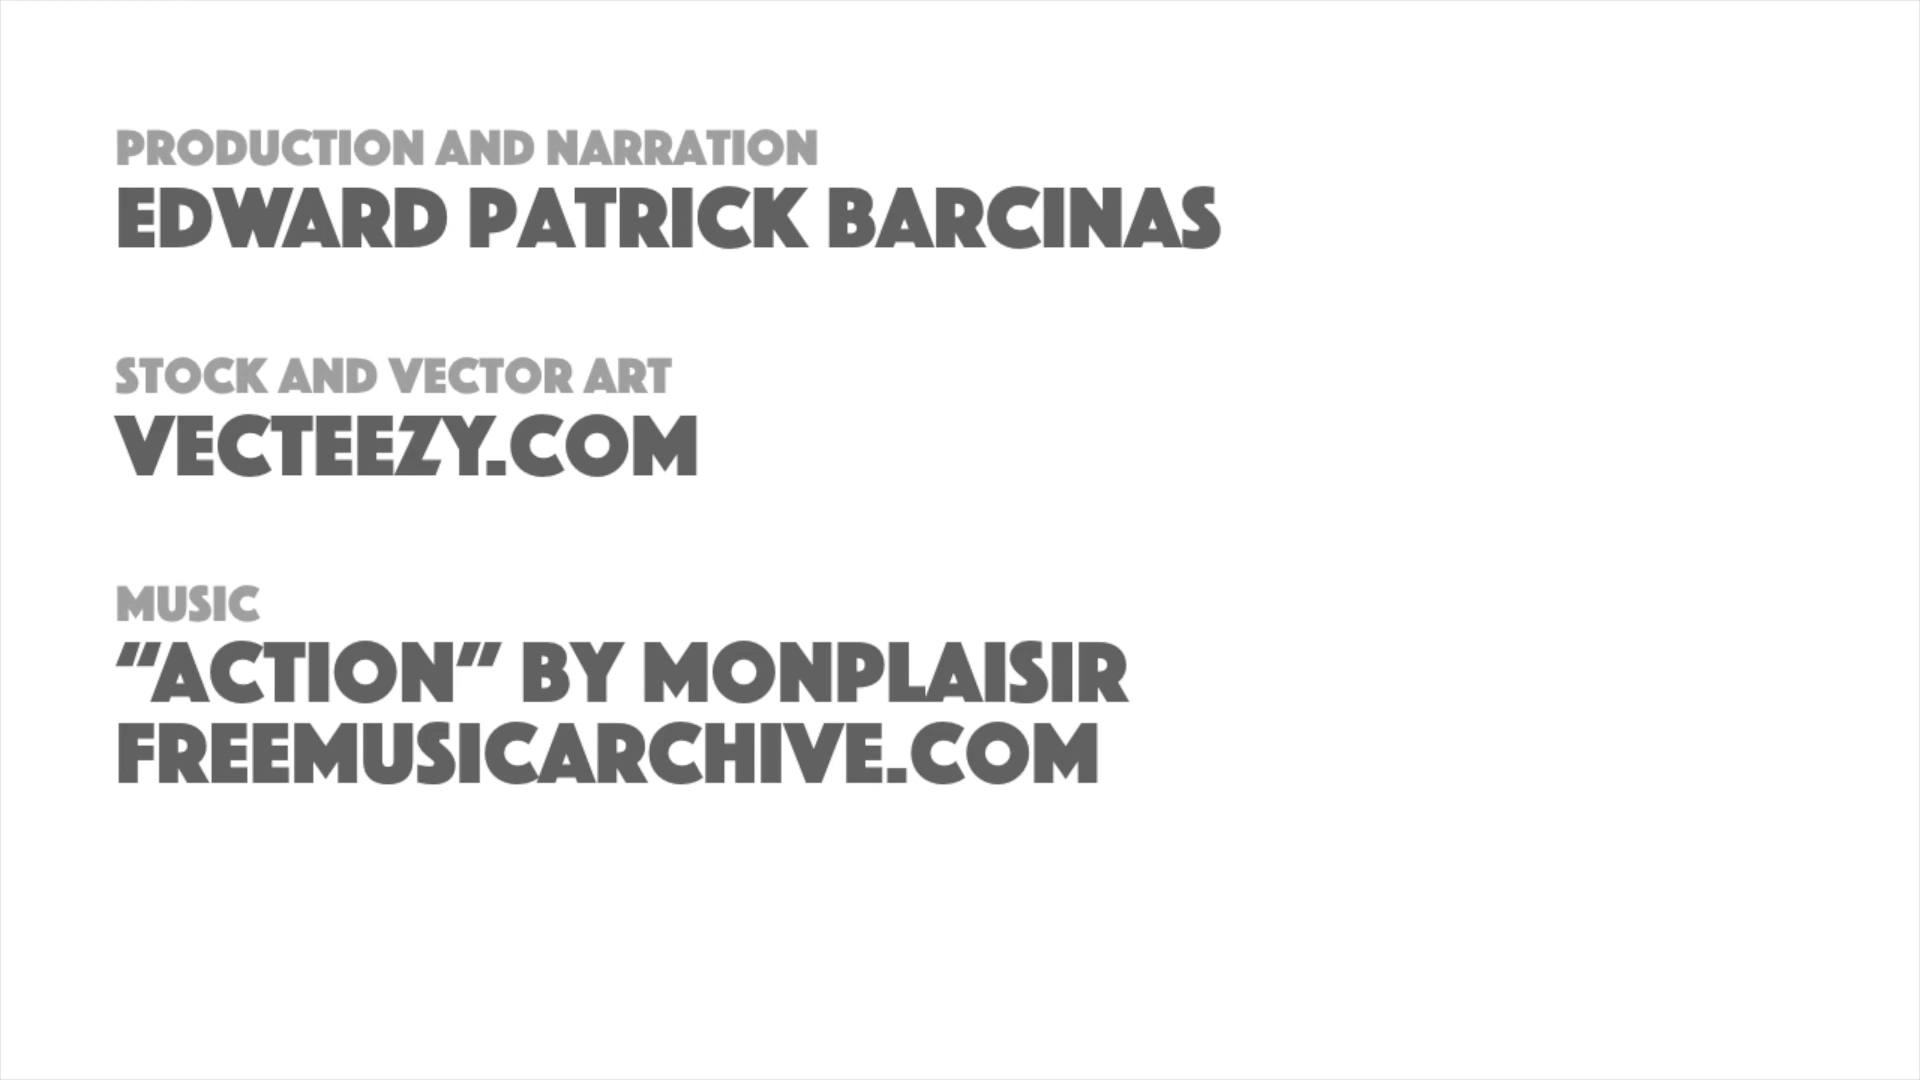 PRODUCTION AND NARRATION
EDWARD PATRICK BARCINAS
STOCK AND VECTOR ART
VECTEEZY.COM
MUSIC
“ACTION” BY MONPLAISIR
FREEMUSICARCHIVE.COM